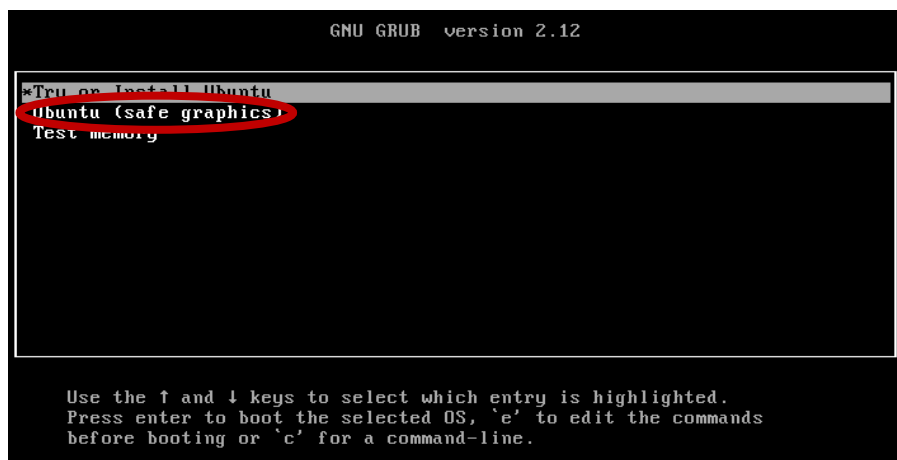 GNU GRUB version 2.12
*Try or Install Ubuntu
Ubuntu (safe graphics)
Test memory
Use the ↑ and ↓ keys to select which entry is highlighted.
Press enter to boot the selected OS, `e' to edit the commands
before booting or `c' for a command-line.